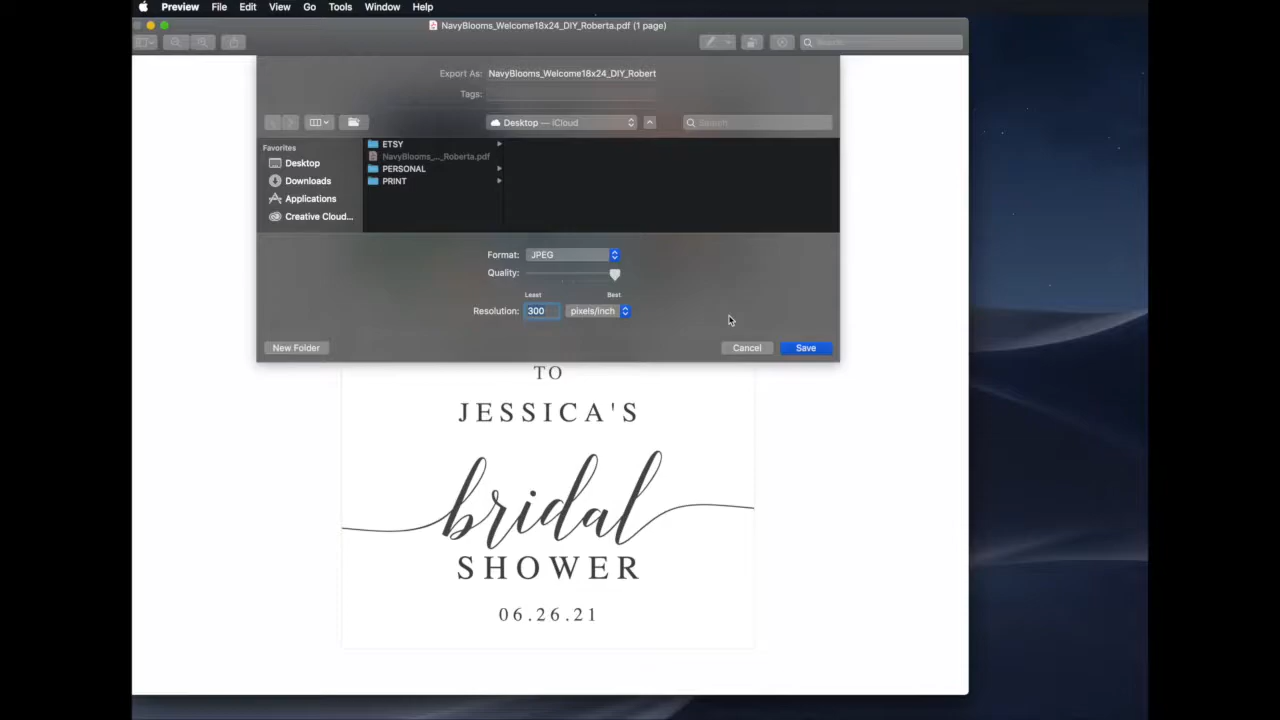 Preview File Edit View Go Tools Window Help
NavyBlooms_Welcome18x24_DIY_Roberta.pdf (1 page)
Search
Export As: NavyBlooms_Welcome18x24_DIY_Robert
Tags:
Desktop — iCloud
Search
Favorites
Desktop
Downloads
Applications
Creative Cloud...
ETSY
NavyBlooms_..._Roberta.pdf
PERSONAL
PRINT
Format: JPEG
Quality:
Least Best
Resolution: 300 pixels/inch
New Folder Cancel Save
TO
JESSICA'S
bridal
SHOWER
06.26.21